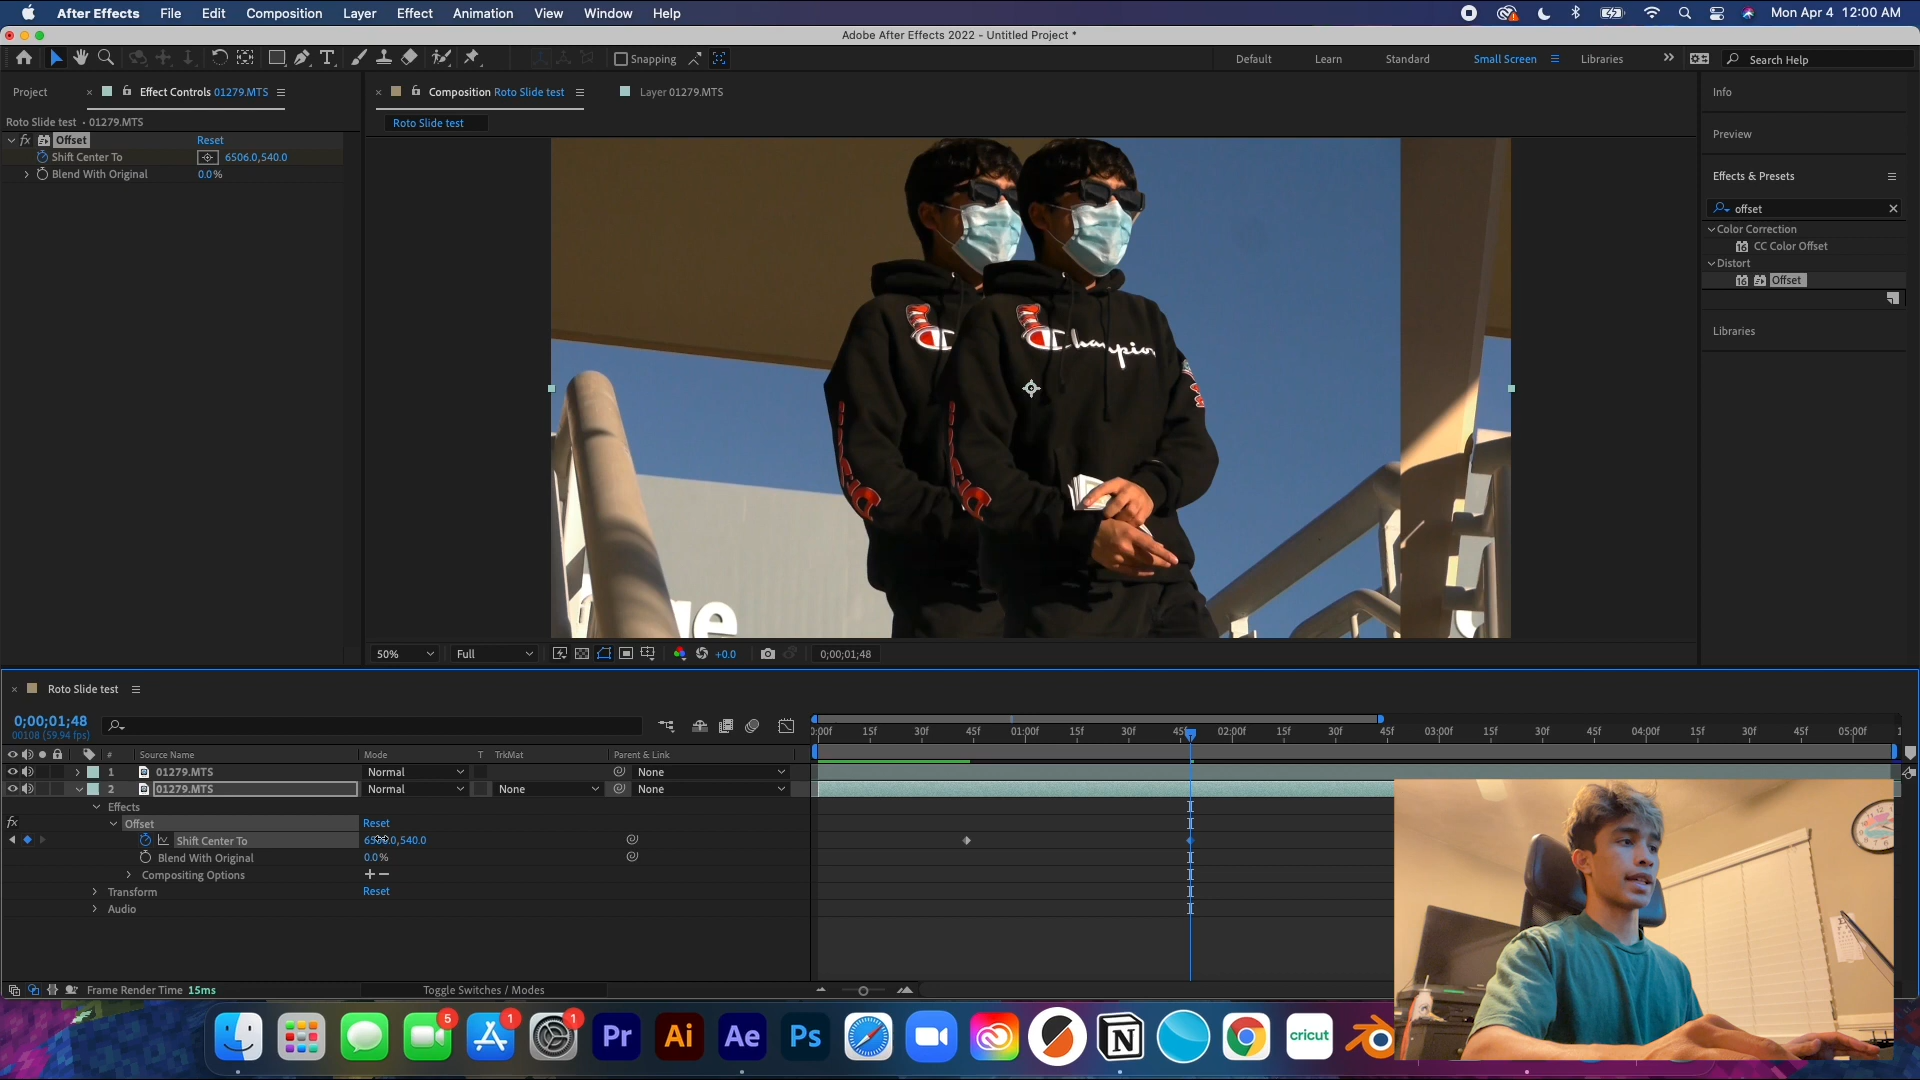 After Effects File Edit Composition Layer Effect Animation View Window Help
Mon Apr 4 12:00 AM
Adobe After Effects 2022 - Untitled Project *
Snapping
Default Learn Standard Small Screen Libraries
Search Help
Project
Effect Controls 01279.MTS
Composition Roto Slide test
Layer 01279.MTS
Info
Roto Slide test • 01279.MTS
Roto Slide test
fx Offset Reset
Shift Center To 6506.0,540.0
Blend With Original 0.0%
Preview
Effects & Presets
offset
Color Correction
CC Color Offset
Distort
Offset
Libraries
Champion
50%
Full
+0.0
0;00;01;48
Roto Slide test
0;00;01;48
00108 (59.94 fps)
:00f 15f 30f 45f 01:00f 15f 30f 45f 02:00f 15f 30f 45f 03:00f 15f 30f 45f 04:00f 15f 30f 45f 05:00f 1
# Source Name Mode T TrkMat Parent & Link
1 01279.MTS Normal None
2 01279.MTS Normal None None
Effects
fx Offset Reset
Shift Center To ,540.0
Blend With Original 0.0%
Compositing Options
Transform Reset
Audio
Frame Render Time 15ms
Toggle Switches / Modes
5
1
1
Pr
Ai
Ae
Ps
N
cricut